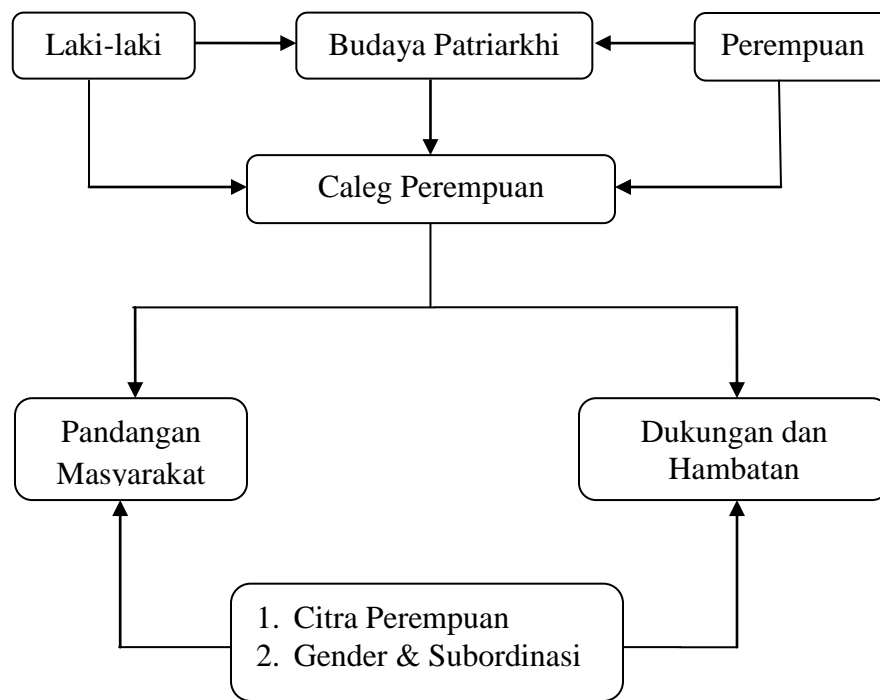 Laki-laki
Budaya Patriarkhi
Perempuan
Caleg Perempuan
Pandangan
Masyarakat
Dukungan dan
Hambatan
1. Citra Perempuan
2. Gender & Subordinasi